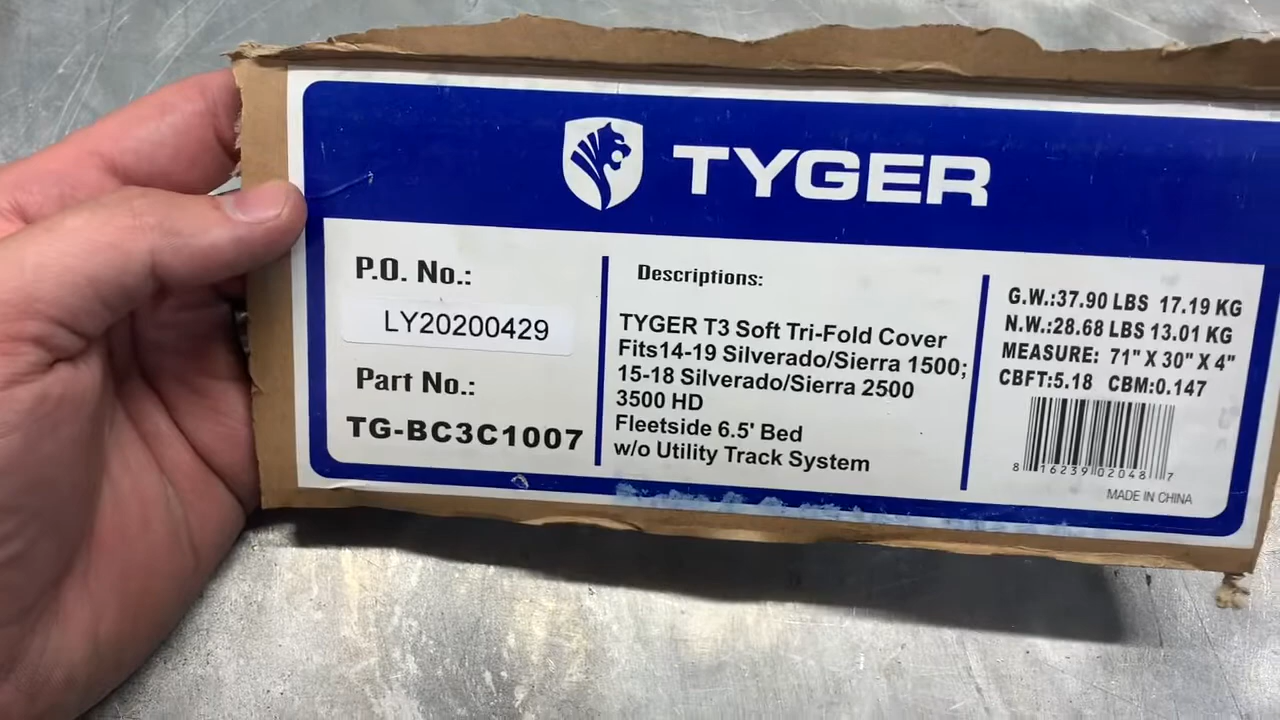 TYGER
P.O. No.:
LY20200429
Part No.:
TG-BC3C1007
Descriptions:
TYGER T3 Soft Tri-Fold Cover
Fits14-19 Silverado/Sierra 1500;
15-18 Silverado/Sierra 2500
3500 HD
Fleetside 6.5' Bed
w/o Utility Track System
G.W.:37.90 LBS 17.19 KG
N.W.:28.68 LBS 13.01 KG
MEASURE: 71" X 30" X 4"
CBFT:5.18 CBM:0.147
8 16239 02048 7
MADE IN CHINA